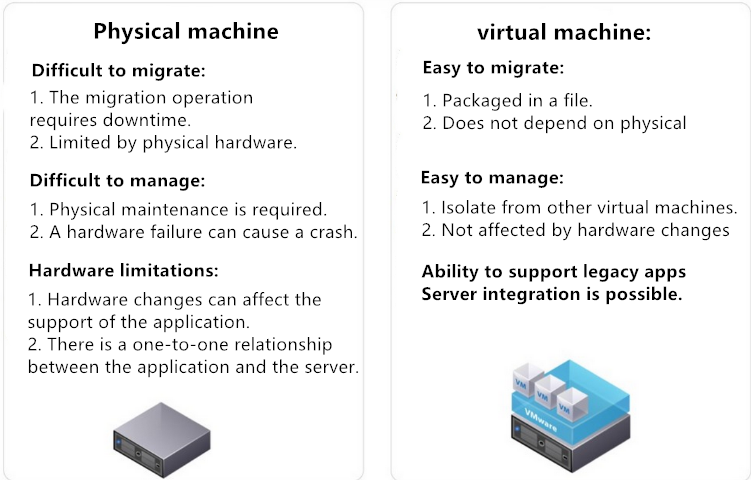 Physical machine
Difficult to migrate:
1. The migration operation
requires downtime.
2. Limited by physical hardware.
Difficult to manage:
1. Physical maintenance is required.
2. A hardware failure can cause a crash.
Hardware limitations:
1. Hardware changes can affect the
support of the application.
2. There is a one-to-one relationship
between the application and the server.
virtual machine:
Easy to migrate:
1. Packaged in a file.
2. Does not depend on physical
Easy to manage:
1. Isolate from other virtual machines.
2. Not affected by hardware changes
Ability to support legacy apps
Server integration is possible.
VM
VM
VM
VMware